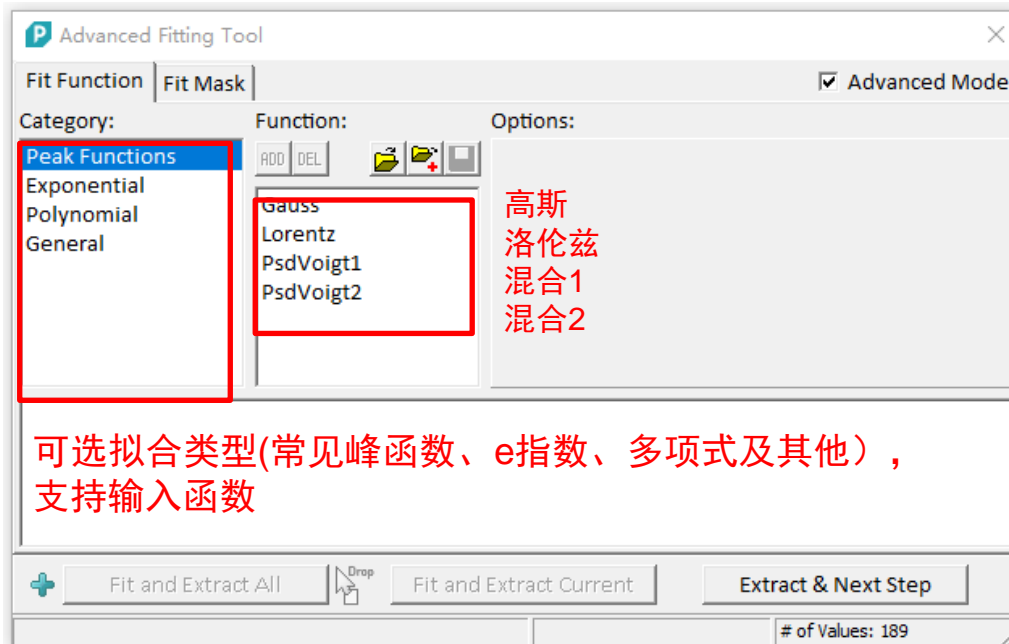 Advanced Fitting Tool
Fit Function
Fit Mask
Advanced Mode
Category:
Function:
Options:
Peak Functions
Exponential
Polynomial
General
ADD
DEL
Gauss
Lorentz
PsdVoigt1
PsdVoigt2
高斯
洛伦兹
混合1
混合2
可选拟合类型(常见峰函数、e指数、多项式及其他），
支持输入函数
Fit and Extract All
Drop
Fit and Extract Current
Extract & Next Step
# of Values: 189